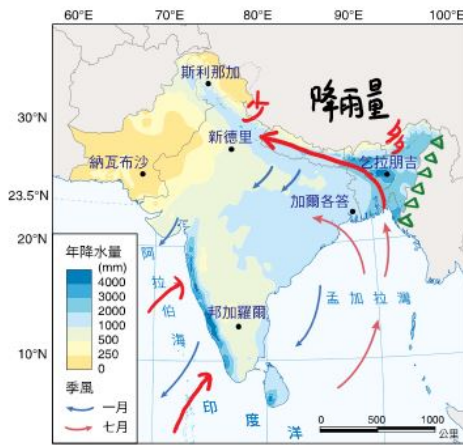 60°E 70°E 80°E 90°E 100°E
30°N
23.5°N
20°N
10°N
斯利那加
少
降雨量
多
新德里
納瓦布沙
乞拉朋吉
加爾各答
年降水量
(mm)
4000
3000
2000
1000
500
250
0
季風
一月
七月
阿拉伯海
孟加拉灣
邦加羅爾
印度洋
0 500 1000
公里